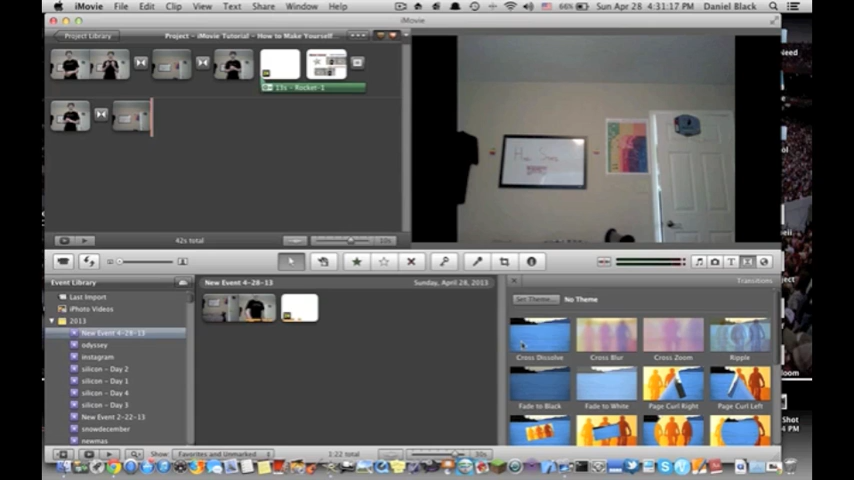 iMovie File Edit Clip View Text Share Window Help
66% Sun Apr 28 4:31:17 PM Daniel Black
iMovie
Project Library
Project - iMovie Tutorial - How to Make Yourself...
13s - Rocket-1
42s total
10s
Event Library
New Event 4-28-13
Sunday, April 28, 2013
Transitions
Last Import
iPhoto Videos
2013
New Event 4-28-13
odyssey
instagram
silicon - Day 2
silicon - Day 1
silicon - Day 4
silicon - Day 3
New Event 2-22-13
snowdecember
newmas
Set Theme...
No Theme
Cross Dissolve
Cross Blur
Cross Zoom
Ripple
Fade to Black
Fade to White
Page Curl Right
Page Curl Left
Show:
Favorites and Unmarked
1:22 total
30s
Shot
4 PM